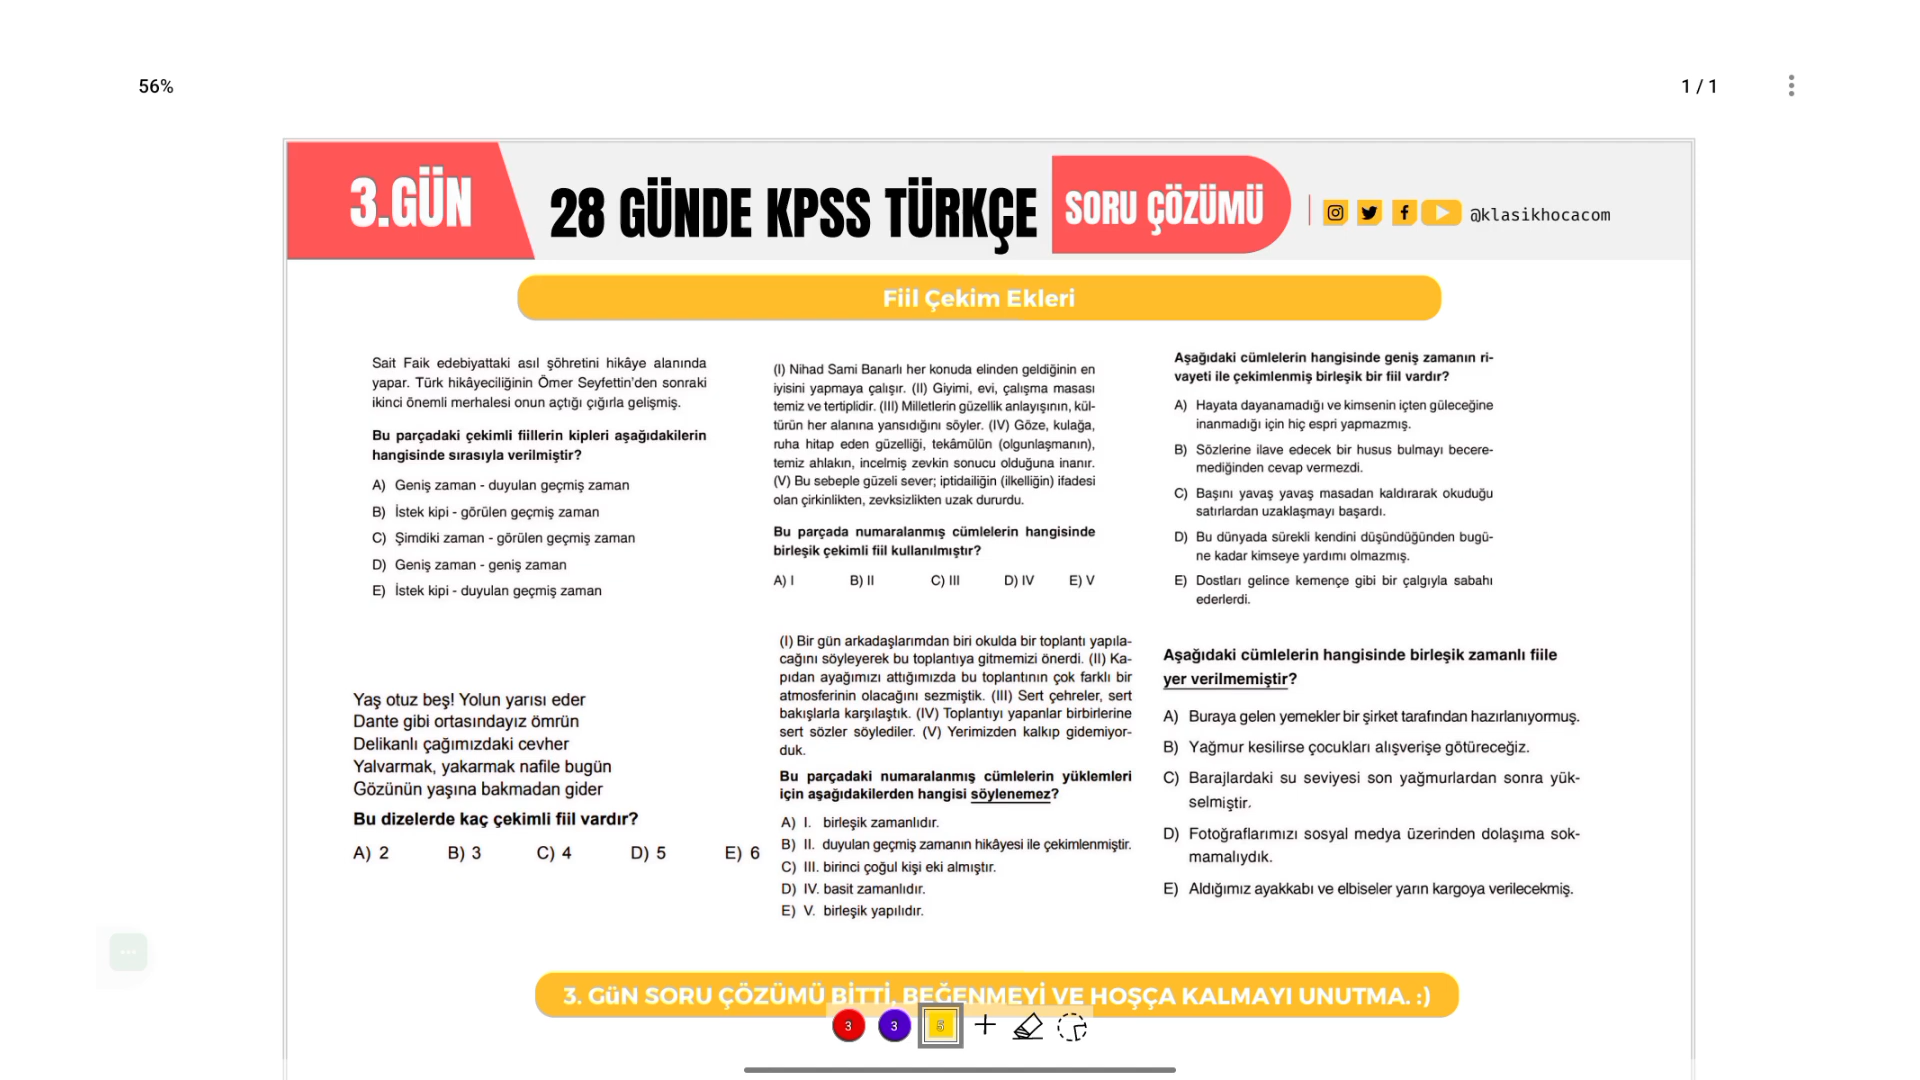 56%
1 / 1
3.GÜN
28 GÜNDE KPSS TÜRKÇE
SORU ÇÖZÜMÜ
@klasikhocacom
Fiil Çekim Ekleri
Sait Faik edebiyattaki asıl şöhretini hikâye alanında
yapar. Türk hikâyeciliğinin Ömer Seyfettin'den sonraki
ikinci önemli merhalesi onun açtığı çığırla gelişmiş.
Bu parçadaki çekimli fiillerin kipleri aşağıdakilerin
hangisinde sırasıyla verilmiştir?
A) Geniş zaman - duyulan geçmiş zaman
B) İstek kipi - görülen geçmiş zaman
C) Şimdiki zaman - görülen geçmiş zaman
D) Geniş zaman - geniş zaman
E) İstek kipi - duyulan geçmiş zaman
Yaş otuz beş! Yolun yarısı eder
Dante gibi ortasındayız ömrün
Delikanlı çağımızdaki cevher
Yalvarmak, yakarmak nafile bugün
Gözünün yaşına bakmadan gider
Bu dizelerde kaç çekimli fiil vardır?
A) 2 B) 3 C) 4 D) 5 E) 6
(I) Nihad Sami Banarlı her konuda elinden geldiğinin en
iyisini yapmaya çalışır. (II) Giyimi, evi, çalışma masası
temiz ve tertiplidir. (III) Milletlerin güzellik anlayışının, kül-
türün her alanına yansıdığını söyler. (IV) Göze, kulağa,
ruha hitap eden güzelliği, tekâmülün (olgunlaşmanın),
temiz ahlakın, incelmiş zevkin sonucu olduğuna inanır.
(V) Bu sebeple güzeli sever; iptidailiğin (ilkelliğin) ifadesi
olan çirkinlikten, zevksizlikten uzak dururdu.
Bu parçada numaralanmış cümlelerin hangisinde
birleşik çekimli fiil kullanılmıştır?
A) I B) II C) III D) IV E) V
(I) Bir gün arkadaşlarımdan biri okulda bir toplantı yapıla-
cağını söyleyerek bu toplantıya gitmemizi önerdi. (II) Ka-
pıdan ayağımızı attığımızda bu toplantının çok farklı bir
atmosferinin olacağını sezmiştik. (III) Sert çehreler, sert
bakışlarla karşılaştık. (IV) Toplantıyı yapanlar birbirlerine
sert sözler söylediler. (V) Yerimizden kalkıp gidemiyor-
duk.
Bu parçadaki numaralanmış cümlelerin yüklemleri
için aşağıdakilerden hangisi söylenemez?
A) I. birleşik zamanlıdır.
B) II. duyulan geçmiş zamanın hikâyesi ile çekimlenmiştir.
C) III. birinci çoğul kişi eki almıştır.
D) IV. basit zamanlıdır.
E) V. birleşik yapılıdır.
Aşağıdaki cümlelerin hangisinde geniş zamanın ri-
vayeti ile çekimlenmiş birleşik bir fiil vardır?
A) Hayata dayanamadığı ve kimsenin içten güleceğine
inanmadığı için hiç espri yapmazmış.
B) Sözlerine ilave edecek bir husus bulmayı becere-
mediğinden cevap vermezdi.
C) Başını yavaş yavaş masadan kaldırarak okuduğu
satırlardan uzaklaşmayı başardı.
D) Bu dünyada sürekli kendini düşündüğünden bugü-
ne kadar kimseye yardımı olmazmış.
E) Dostları gelince kemençe gibi bir çalgıyla sabahı
ederlerdi.
Aşağıdaki cümlelerin hangisinde birleşik zamanlı fiile
yer verilmemiştir?
A) Buraya gelen yemekler bir şirket tarafından hazırlanıyormuş.
B) Yağmur kesilirse çocukları alışverişe götüreceğiz.
C) Barajlardaki su seviyesi son yağmurlardan sonra yük-
selmiştir.
D) Fotoğraflarımızı sosyal medya üzerinden dolaşıma sok-
mamalıydık.
E) Aldığımız ayakkabı ve elbiseler yarın kargoya verilecekmiş.
3. GüN SORU ÇÖZÜMÜ BİTTİ, BEĞENMEYİ VE HOŞÇA KALMAYI UNUTMA. :)
3 3 5